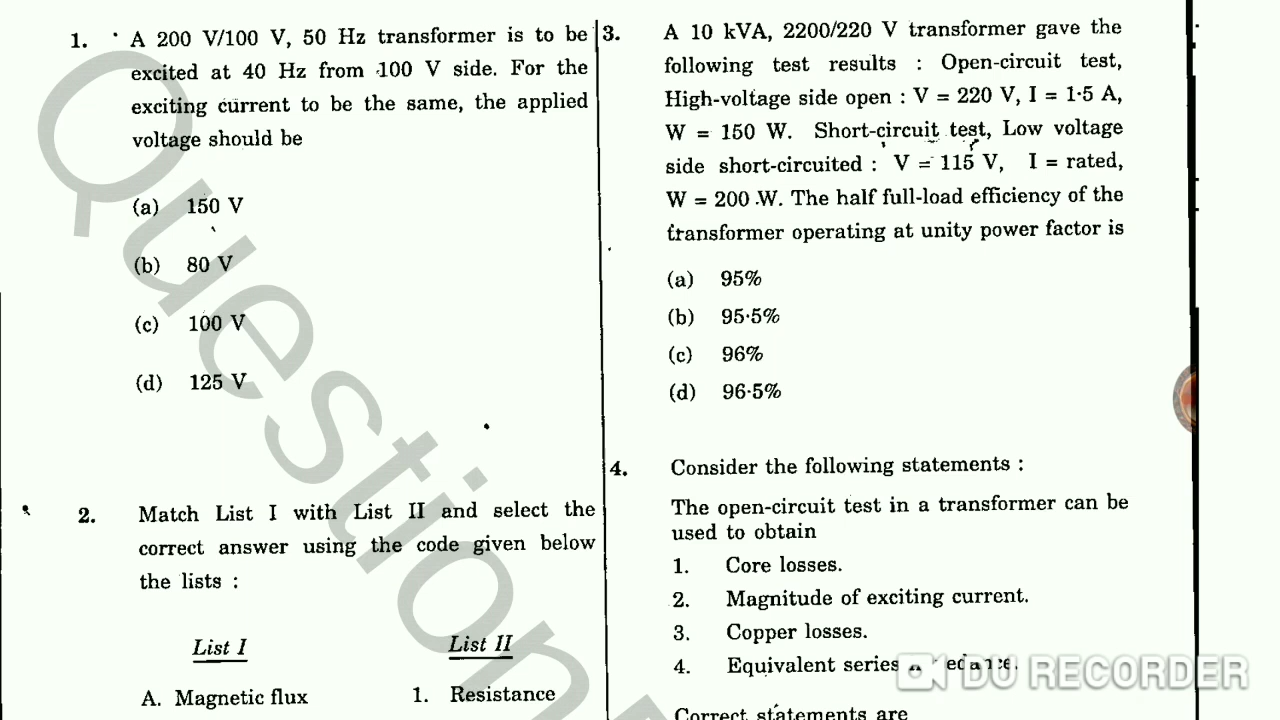 1. A 200 V/100 V, 50 Hz transformer is to be
excited at 40 Hz from 100 V side. For the
exciting current to be the same, the applied
voltage should be
(a) 150 V
(b) 80 V
(c) 100 V
(d) 125 V
2. Match List I with List II and select the
correct answer using the code given below
the lists :
List I List II
A. Magnetic flux 1. Resistance
3. A 10 kVA, 2200/220 V transformer gave the
following test results : Open-circuit test,
High-voltage side open : V = 220 V, I = 1·5 A,
W = 150 W. Short-circuit test, Low voltage
side short-circuited : V = 115 V, I = rated,
W = 200 W. The half full-load efficiency of the
transformer operating at unity power factor is
(a) 95%
(b) 95·5%
(c) 96%
(d) 96·5%
4. Consider the following statements :
The open-circuit test in a transformer can be
used to obtain
1. Core losses.
2. Magnitude of exciting current.
3. Copper losses.
4. Equivalent series
Correct statements are
Question
DU RECORDER